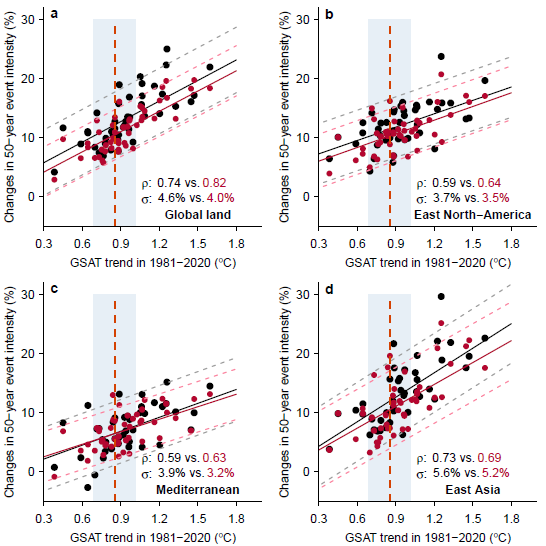 a
Changes in 50−year event intensity (%)
30
20
10
0
ρ: 0.74 vs. 0.82
σ: 4.6% vs. 4.0%
Global land
0.3 0.6 0.9 1.2 1.5 1.8
GSAT trend in 1981−2020 (°C)
b
Changes in 50−year event intensity (%)
30
20
10
0
ρ: 0.59 vs. 0.64
σ: 3.7% vs. 3.5%
East North−America
0.3 0.6 0.9 1.2 1.5 1.8
GSAT trend in 1981−2020 (°C)
c
Changes in 50−year event intensity (%)
30
20
10
0
ρ: 0.59 vs. 0.63
σ: 3.9% vs. 3.2%
Mediterranean
0.3 0.6 0.9 1.2 1.5 1.8
GSAT trend in 1981−2020 (°C)
d
Changes in 50−year event intensity (%)
30
20
10
0
ρ: 0.73 vs. 0.69
σ: 5.6% vs. 5.2%
East Asia
0.3 0.6 0.9 1.2 1.5 1.8
GSAT trend in 1981−2020 (°C)